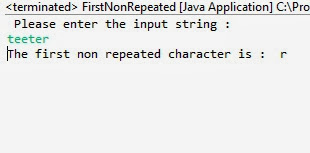 <terminated> FirstNonRepeated [Java Application] C:\Pro
Please enter the input string :
teeter
The first non repeated character is :  r